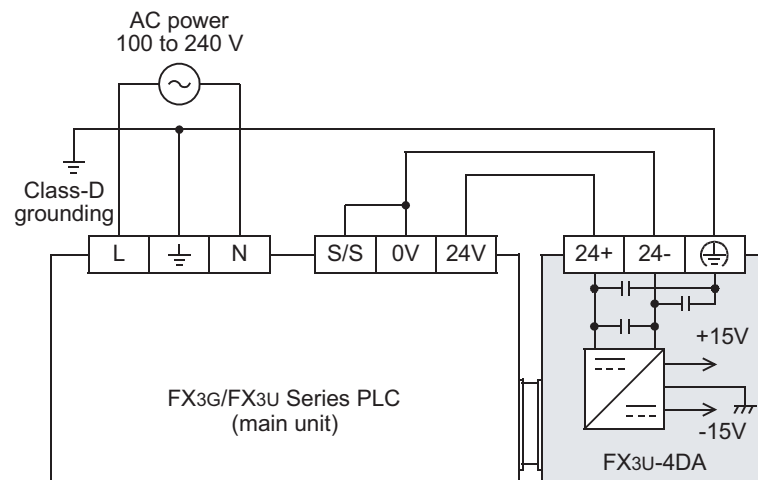 AC power
100 to 240 V
Class-D
grounding
L
N
S/S
0V
24V
24+
24-
+15V
-15V
FX3G/FX3U Series PLC
(main unit)
FX3U-4DA